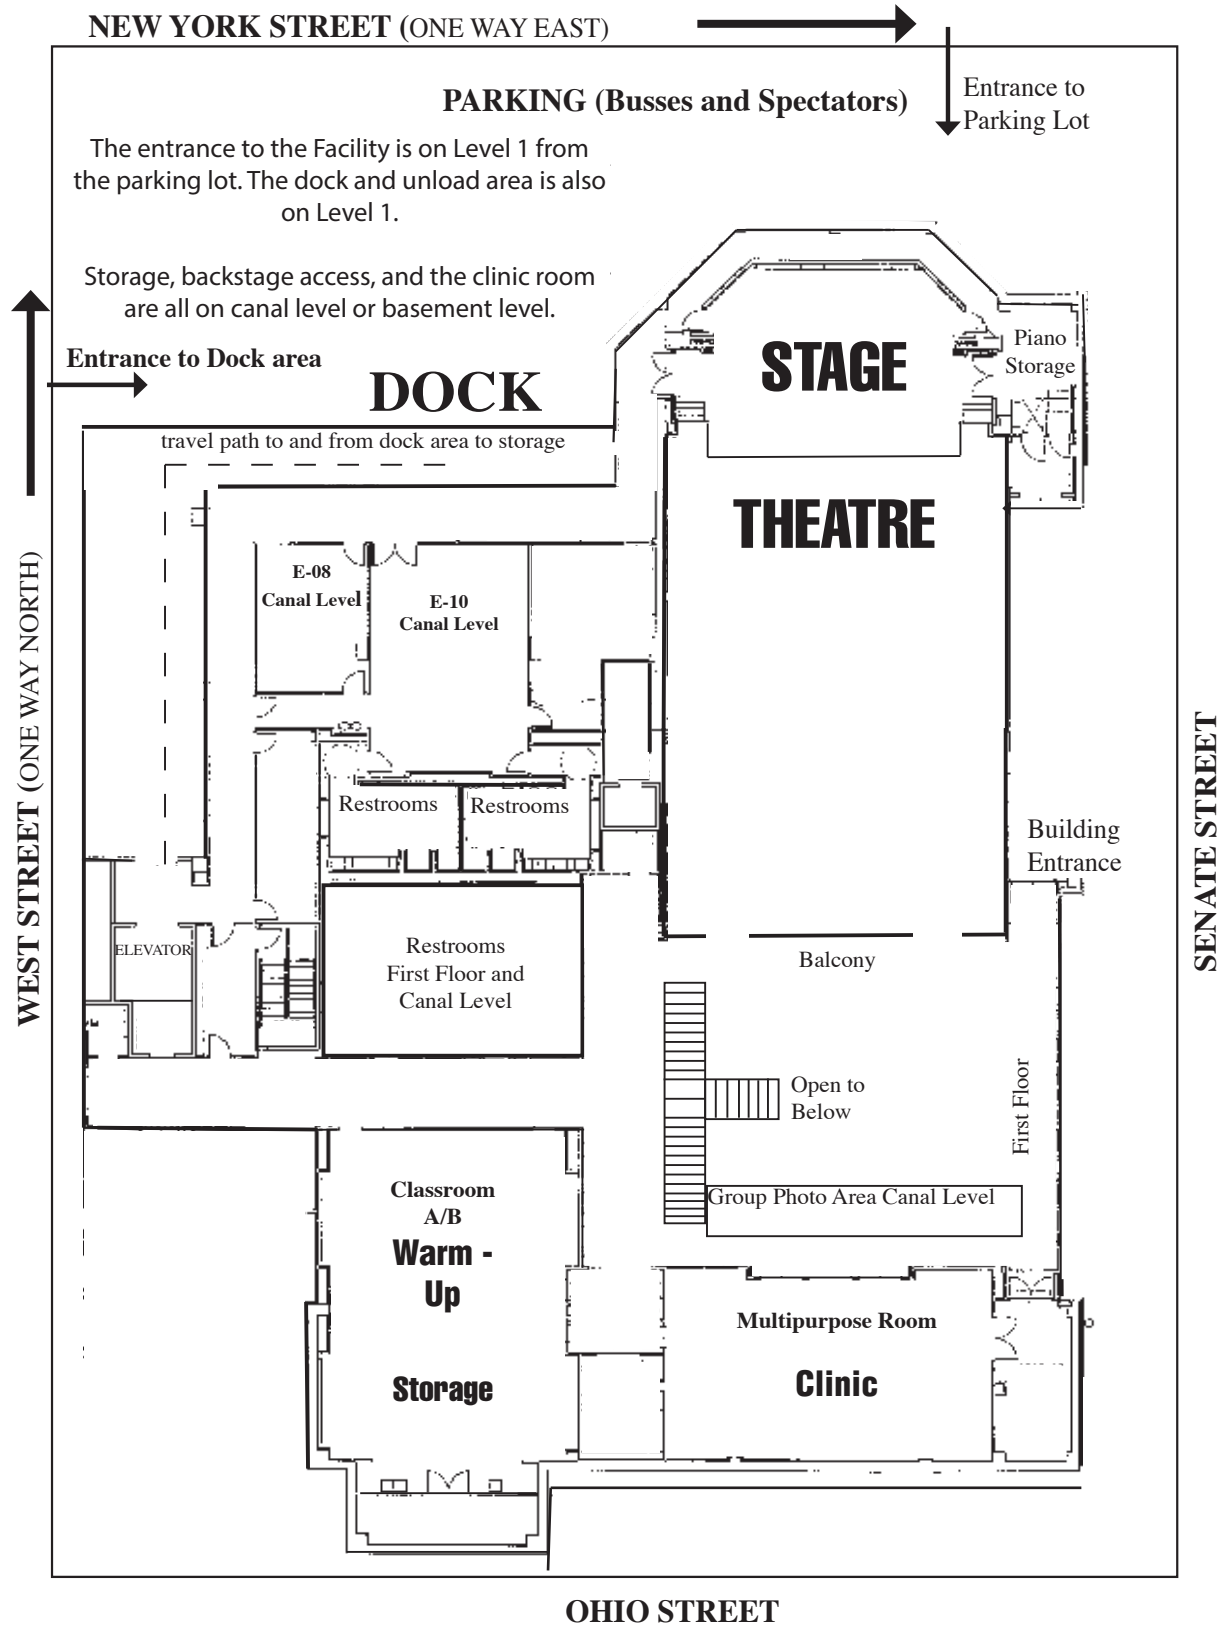 NEW YORK STREET (ONE WAY EAST)
PARKING (Busses and Spectators)
Entrance to
Parking Lot
The entrance to the Facility is on Level 1 from
the parking lot. The dock and unload area is also
on Level 1.
Storage, backstage access, and the clinic room
are all on canal level or basement level.
Entrance to Dock area
DOCK
travel path to and from dock area to storage
STAGE
Piano
Storage
THEATRE
E-08
Canal Level
E-10
Canal Level
WEST STREET (ONE WAY NORTH)
SENATE STREET
Restrooms
Restrooms
Building
Entrance
ELEVATOR
Restrooms
First Floor and
Canal Level
Balcony
Open to
Below
First Floor
Group Photo Area Canal Level
Classroom
A/B
Warm -
Up
Storage
Multipurpose Room
Clinic
OHIO STREET